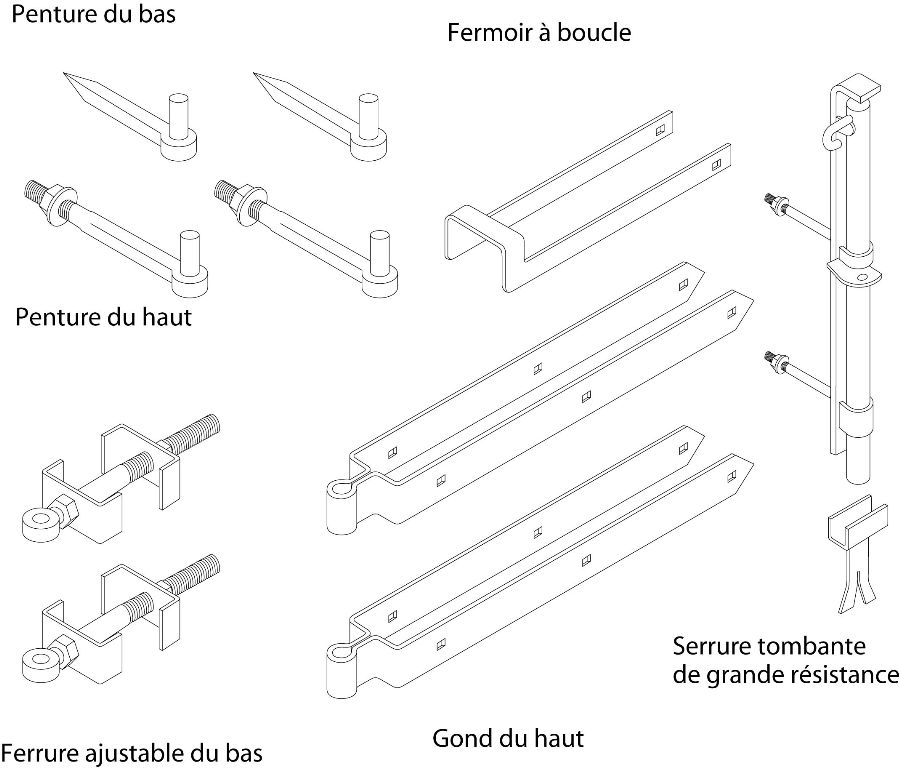 Penture du bas
Fermoir à boucle
Penture du haut
Serrure tombante
de grande résistance
Gond du haut
Ferrure ajustable du bas